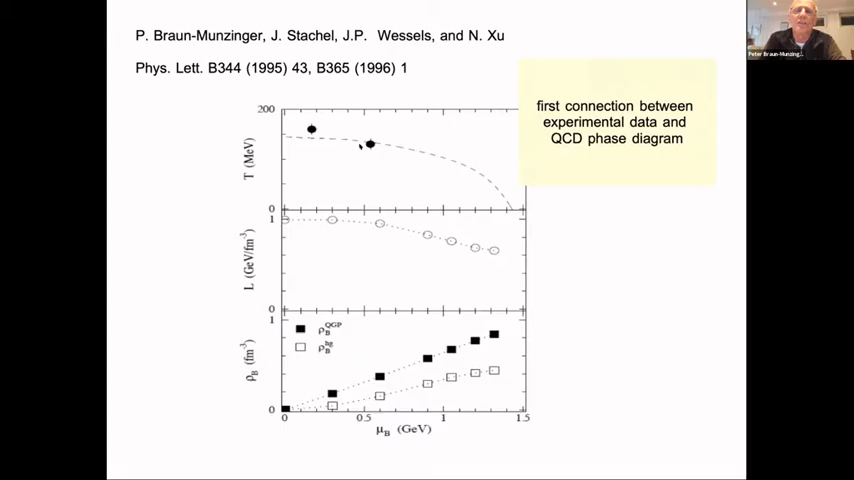 P. Braun-Munzinger, J. Stachel, J.P. Wessels, and N. Xu
Phys. Lett. B344 (1995) 43, B365 (1996) 1
first connection between
experimental data and
QCD phase diagram
Peter Braun-Munzing...
200
T (MeV)
0
1
L (GeV/fm³)
0
1
ρ_B^QGP
ρ_B^hg
ρ_B (fm⁻³)
0
0 0.5 1 1.5
μ_B (GeV)